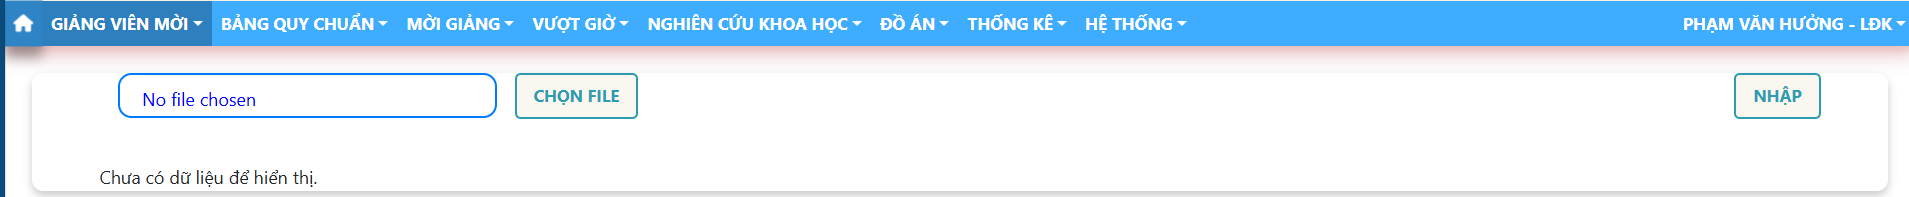 GIẢNG VIÊN MỜI BẢNG QUY CHUẨN MỜI GIẢNG VƯỢT GIỜ NGHIÊN CỨU KHOA HỌC ĐỒ ÁN THỐNG KÊ HỆ THỐNG PHẠM VĂN HƯỞNG - LĐK
No file chosen CHỌN FILE NHẬP
Chưa có dữ liệu để hiển thị.